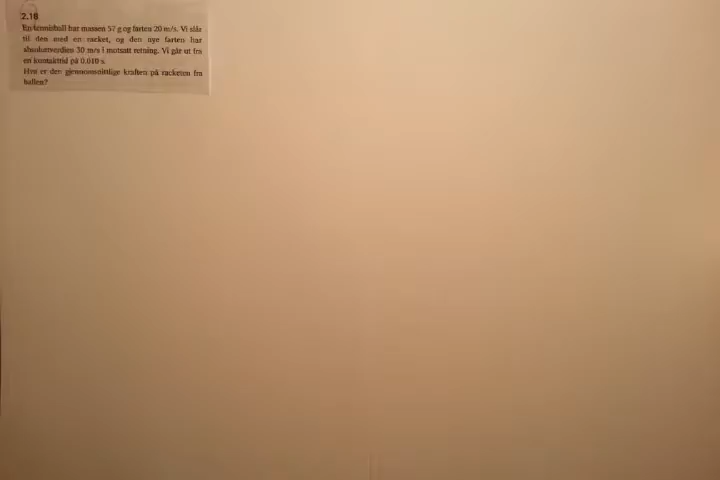 2.18
En tennisball har massen 57 g og farten 20 m/s. Vi slår
til den med en racket, og den nye farten har
absoluttverdien 30 m/s i motsatt retning. Vi går ut fra
en kontakttid på 0,010 s.
Hva er den gjennomsnittlige kraften på racketen fra
ballen?